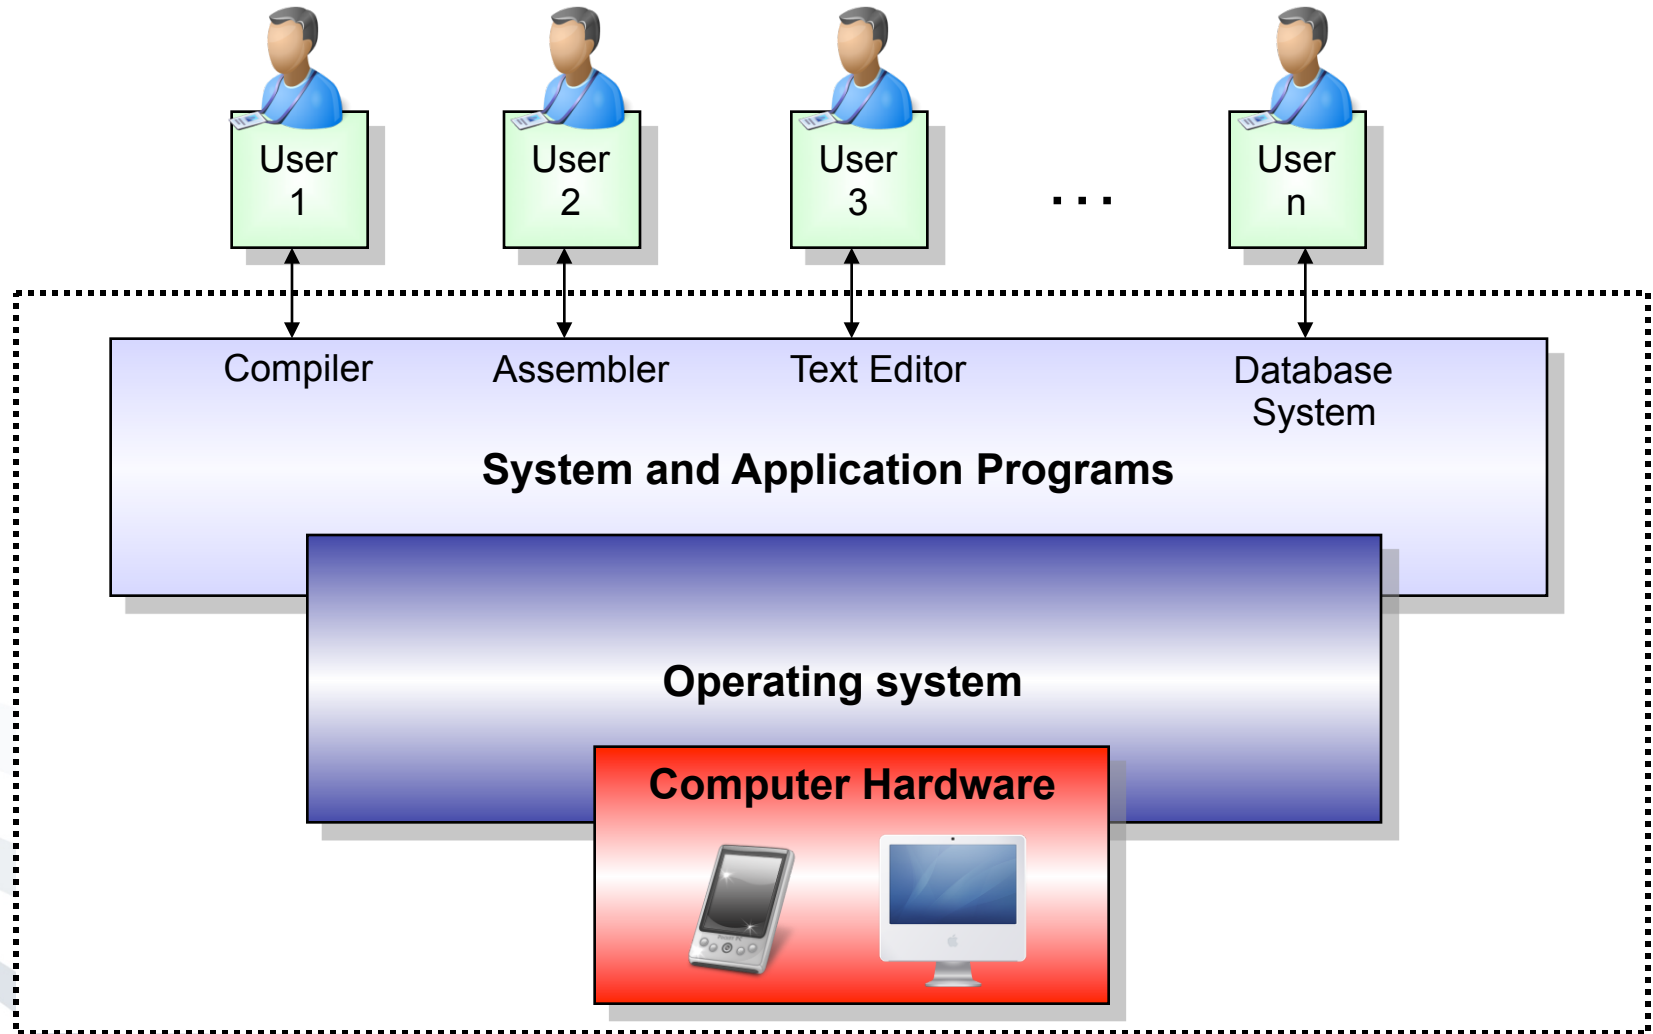 User
1
User
2
User
3
...
User
n
Compiler
Assembler
Text Editor
Database
System
System and Application Programs
Operating system
Computer Hardware